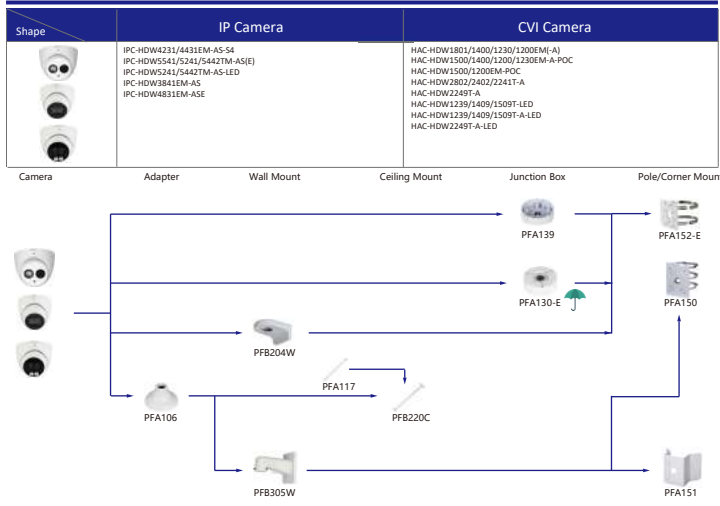 Shape
IP Camera
CVI Camera
IPC-HDW4231/4431EM-AS-S4
IPC-HDW5541/5241/5442TM-AS(E)
IPC-HDW5241/5442TM-AS-LED
IPC-HDW3841EM-AS
IPC-HDW4831EM-ASE
HAC-HDW1801/1400/1230/1200EM(-A)
HAC-HDW1500/1400/1200/1230EM-A-POC
HAC-HDW1500/1200EM-POC
HAC-HDW2802/2402/2241T-A
HAC-HDW2249T-A
HAC-HDW1239/1409/1509T-LED
HAC-HDW1239/1409/1509T-A-LED
HAC-HDW2249T-A-LED
Camera
Adapter
Wall Mount
Ceiling Mount
Junction Box
Pole/Corner Moun
PFA139
PFA152-E
PFA130-E
PFA150
PFB204W
PFA117
PFA106
PFB220C
PFB305W
PFA151